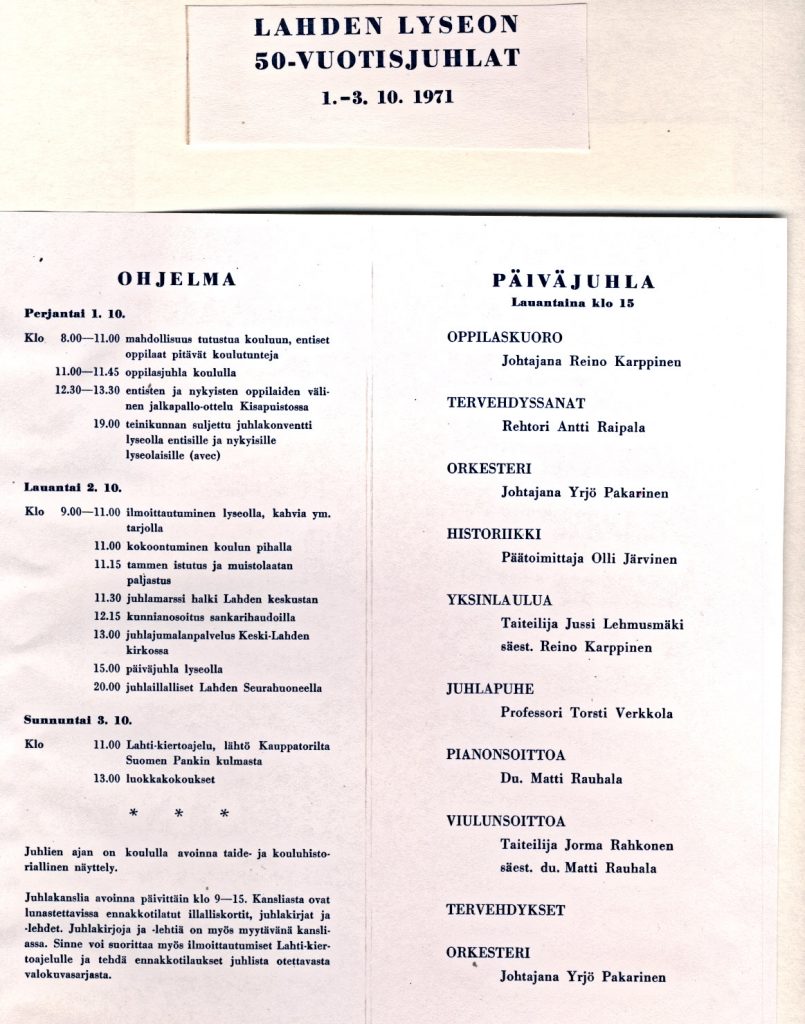 LAHDEN LYSEON
50-VUOTISJUHLAT
1.—3. 10. 1971
OHJELMA
Perjantai 1. 10.
Klo 8.00—11.00 mahdollisuus tutustua kouluun, entiset
oppilaat pitävät koulutunteja
11.00—11.45 oppilasjuhla koululla
12.30—13.30 entisten ja nykyisten oppilaiden väli-
nen jalkapallo-ottelu Kisapuistossa
19.00 teinikunnan suljettu juhlakonventti
lyseolla entisille ja nykyisille
lyseolaisille (avec)
Lauantai 2. 10.
Klo 9.00—11.00 ilmoittautuminen lyseolla, kahvia ym.
tarjolla
11.00 kokoontuminen koulun pihalla
11.15 tammen istutus ja muistolaatan
paljastus
11.30 juhlamarssi halki Lahden keskustan
12.15 kunnianosoitus sankarihaudoilla
13.00 juhlajumalanpalvelus Keski-Lahden
kirkossa
15.00 päiväjuhla lyseolla
20.00 juhlaillalliset Lahden Seurahuoneella
Sunnuntai 3. 10.
Klo 11.00 Lahti-kiertoajelu, lähtö Kauppatorilta
Suomen Pankin kulmasta
13.00 luokkakokoukset
* * *
Juhlien ajan on koululla avoinna taide- ja kouluhisto-
riallinen näyttely.
Juhlakanslia avoinna päivittäin klo 9—15. Kansliasta ovat
lunastettavissa ennakkotilatut illalliskortit, juhlakirjat ja
-lehdet. Juhlakirjoja ja -lehtiä on myös myytävänä kansli-
assa. Sinne voi suorittaa myös ilmoittautumiset Lahti-kier-
toajelulle ja tehdä ennakkotilaukset juhlista otettavasta
valokuvasarjasta.
PÄIVÄJUHLA
Lauantaina klo 15
OPPILASKUORO
Johtajana Reino Karppinen
TERVEHDYSSANAT
Rehtori Antti Raipala
ORKESTERI
Johtajana Yrjö Pakarinen
HISTORIIKKI
Päätoimittaja Olli Järvinen
YKSINLAULUA
Taiteilija Jussi Lehmusmäki
säest. Reino Karppinen
JUHLAPUHE
Professori Torsti Verkkola
PIANONSOITTOA
Du. Matti Rauhala
VIULUNSOITTOA
Taiteilija Jorma Rahkonen
säest. du. Matti Rauhala
TERVEHDYKSET
ORKESTERI
Johtajana Yrjö Pakarinen